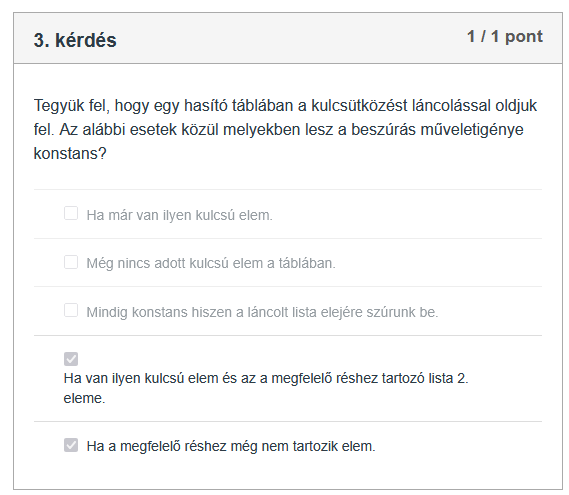 3. kérdés
1 / 1 pont
Tegyük fel, hogy egy hasító táblában a kulcsütközést láncolással oldjuk
fel. Az alábbi esetek közül melyekben lesz a beszúrás műveletigénye
konstans?
Ha már van ilyen kulcsú elem.
Még nincs adott kulcsú elem a táblában.
Mindig konstans hiszen a láncolt lista elejére szúrunk be.
Ha van ilyen kulcsú elem és az a megfelelő réshez tartozó lista 2.
eleme.
Ha a megfelelő réshez még nem tartozik elem.